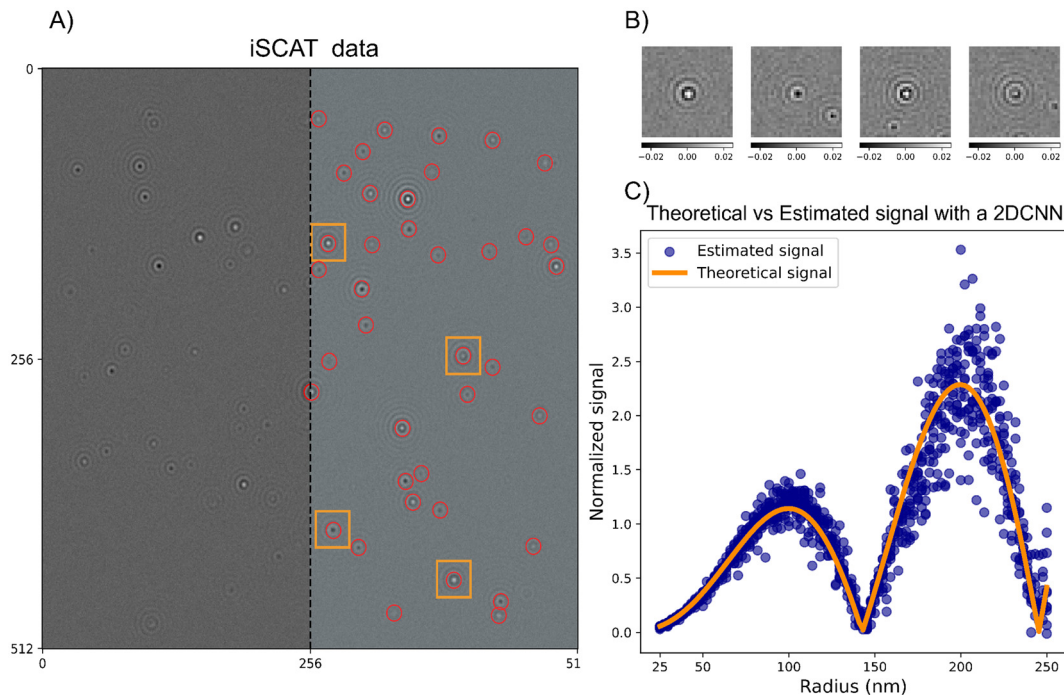 A)
iSCAT data
0
256
512
0
256
51
B)
-0.02 0.00 0.02
-0.02 0.00 0.02
-0.02 0.00 0.02
-0.02 0.00 0.02
C)
Theoretical vs Estimated signal with a 2DCNN
Estimated signal
Theoretical signal
Normalized signal
3.5
3.0
2.5
2.0
1.5
1.0
0.5
0.0
25 50 100 150 200 250
Radius (nm)